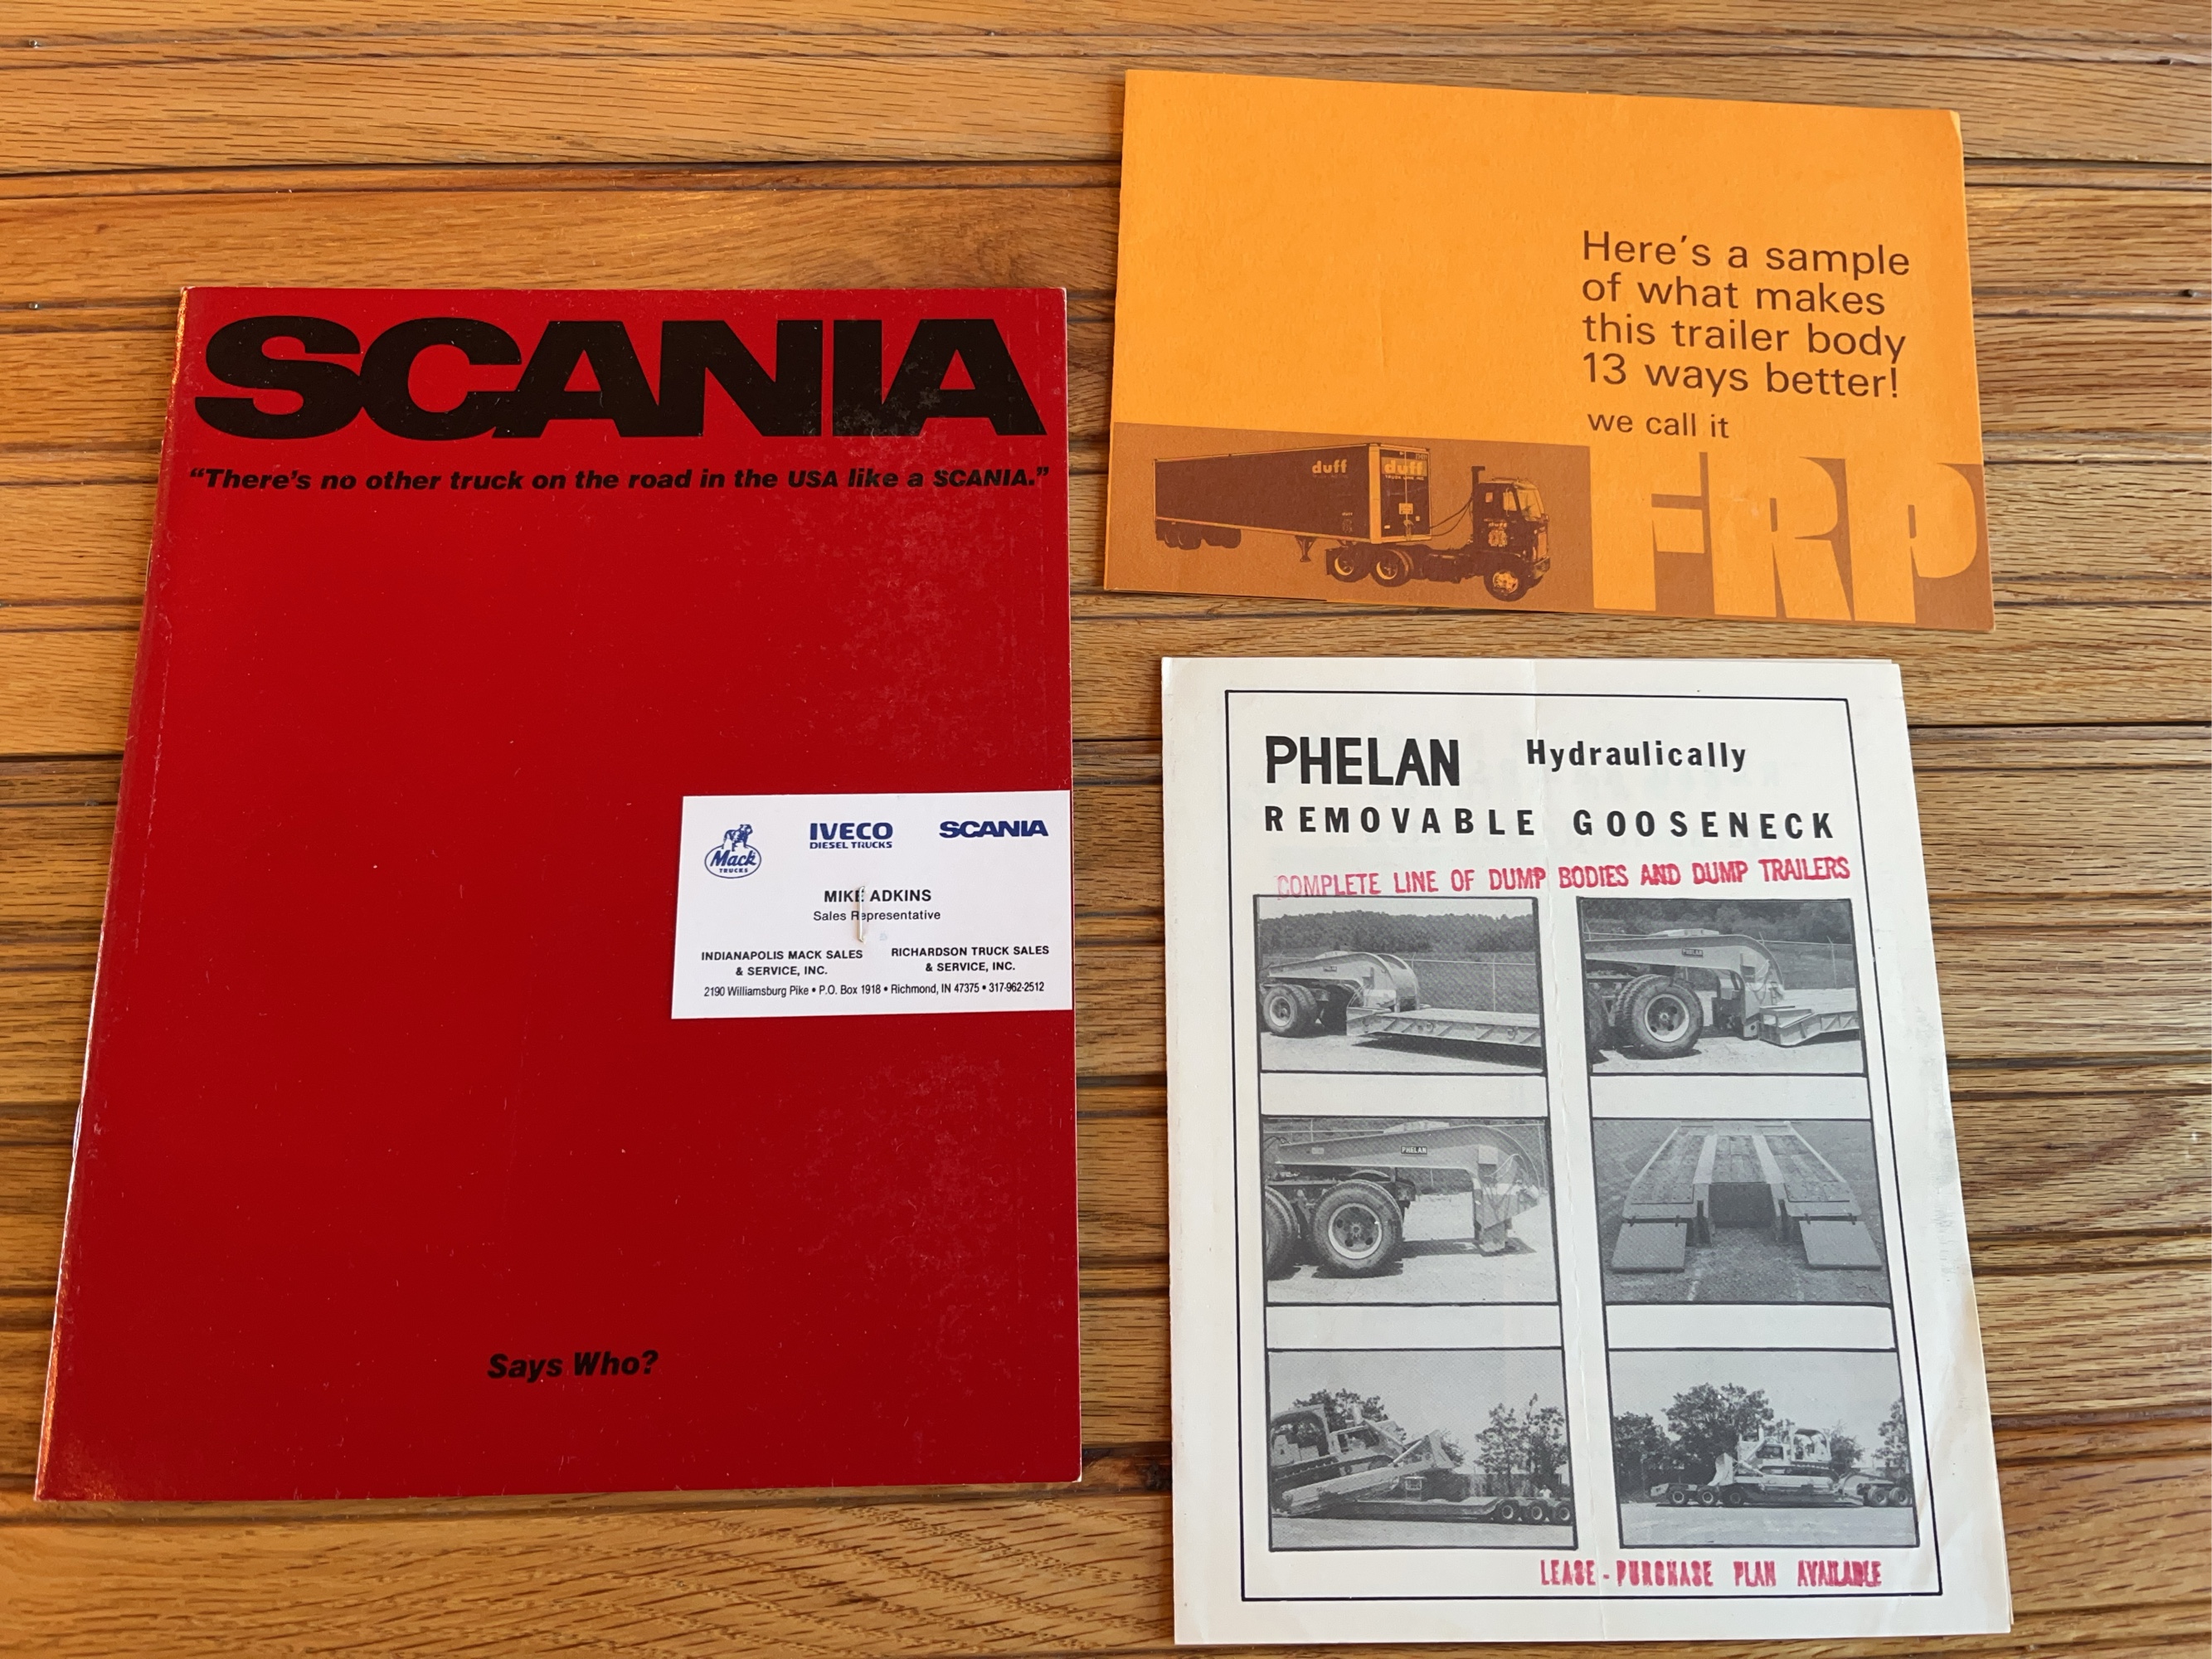 SCANIA
“There's no other truck on the road in the USA like a SCANIA.”
Mack
TRUCKS
IVECO
DIESEL TRUCKS
SCANIA
MIKE ADKINS
Sales Representative
INDIANAPOLIS MACK SALES
& SERVICE, INC.
RICHARDSON TRUCK SALES
& SERVICE, INC.
2190 Williamsburg Pike • P.O. Box 1918 • Richmond, IN 47375 • 317-962-2512
Says Who?
Here's a sample
of what makes
this trailer body
13 ways better!
we call it
FRP
duff
duff
TRUCK LINE, INC.
duff
PHELAN Hydraulically
REMOVABLE GOOSENECK
COMPLETE LINE OF DUMP BODIES AND DUMP TRAILERS
PHELAN
PHELAN
LEASE-PURCHASE PLAN AVAILABLE